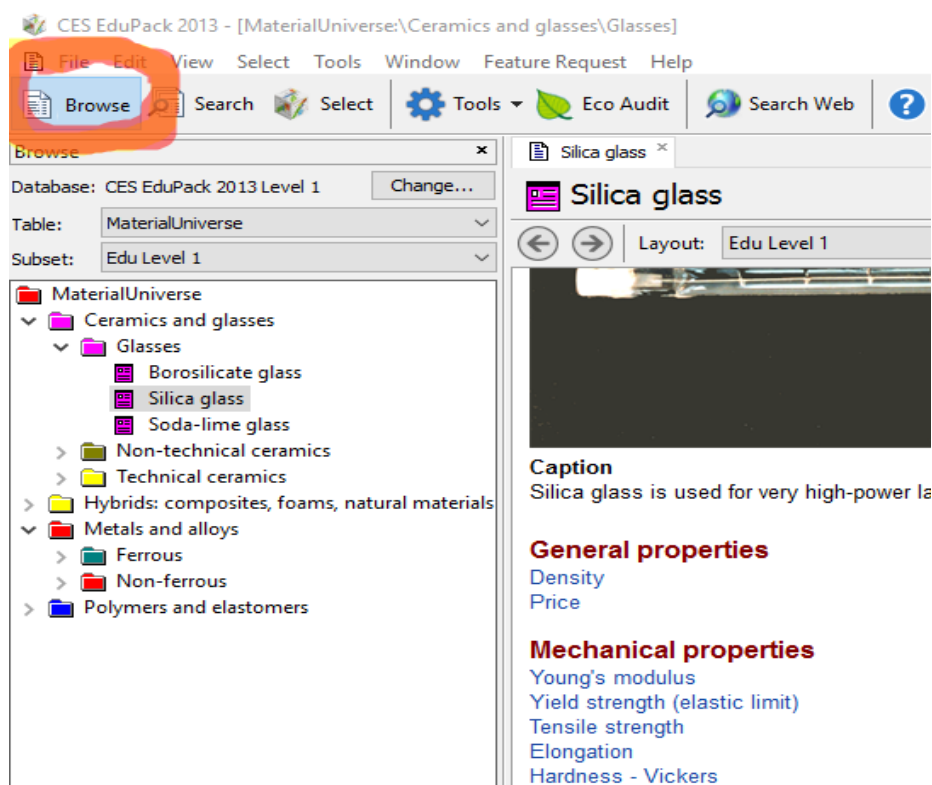 CES EduPack 2013 - [MaterialUniverse:\Ceramics and glasses\Glasses]
File Edit View Select Tools Window Feature Request Help
Browse Search Select Tools Eco Audit Search Web ?
Browse ×
Silica glass ×
Database: CES EduPack 2013 Level 1 Change...
Silica glass
Table: MaterialUniverse
Layout: Edu Level 1
Subset: Edu Level 1
MaterialUniverse
Ceramics and glasses
Glasses
Borosilicate glass
Silica glass
Soda-lime glass
Non-technical ceramics
Technical ceramics
Hybrids: composites, foams, natural materials
Metals and alloys
Ferrous
Non-ferrous
Polymers and elastomers
Caption
Silica glass is used for very high-power la
General properties
Density
Price
Mechanical properties
Young's modulus
Yield strength (elastic limit)
Tensile strength
Elongation
Hardness - Vickers